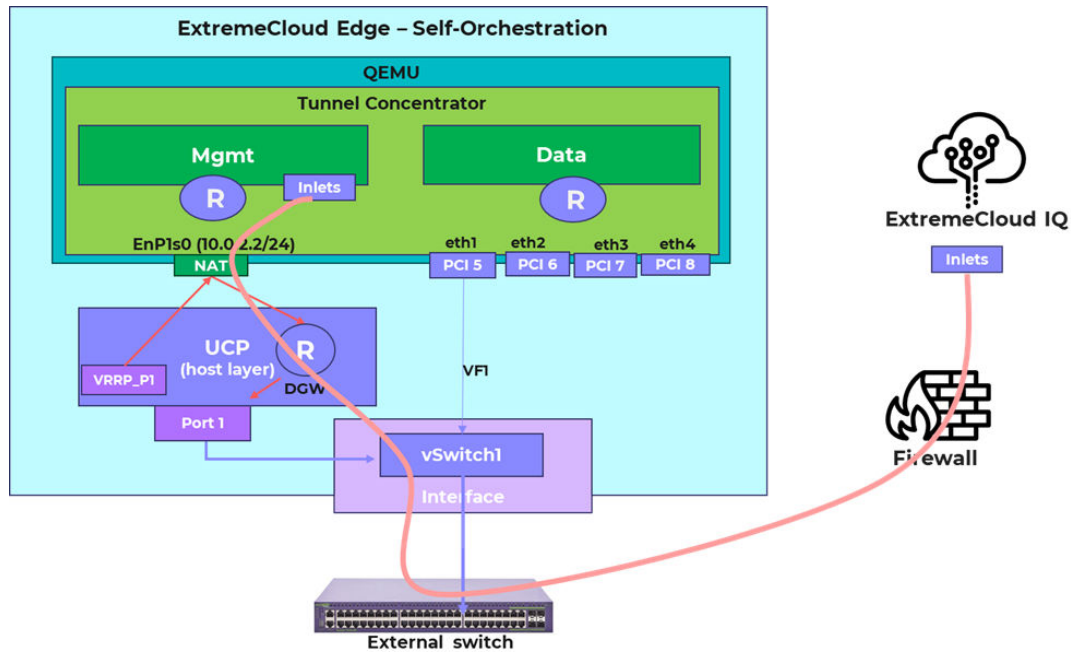 ExtremeCloud Edge – Self-Orchestration
QEMU
Tunnel Concentrator
Mgmt
Data
R
Inlets
R
EnP1s0 (10.0.2.2/24)
eth1
eth2
eth3
eth4
NAT
PCI 5
PCI 6
PCI 7
PCI 8
ExtremeCloud IQ
Inlets
UCP
(host layer)
R
VRRP_P1
DGW
VF1
Port 1
vSwitch1
Interface
Firewall
External switch